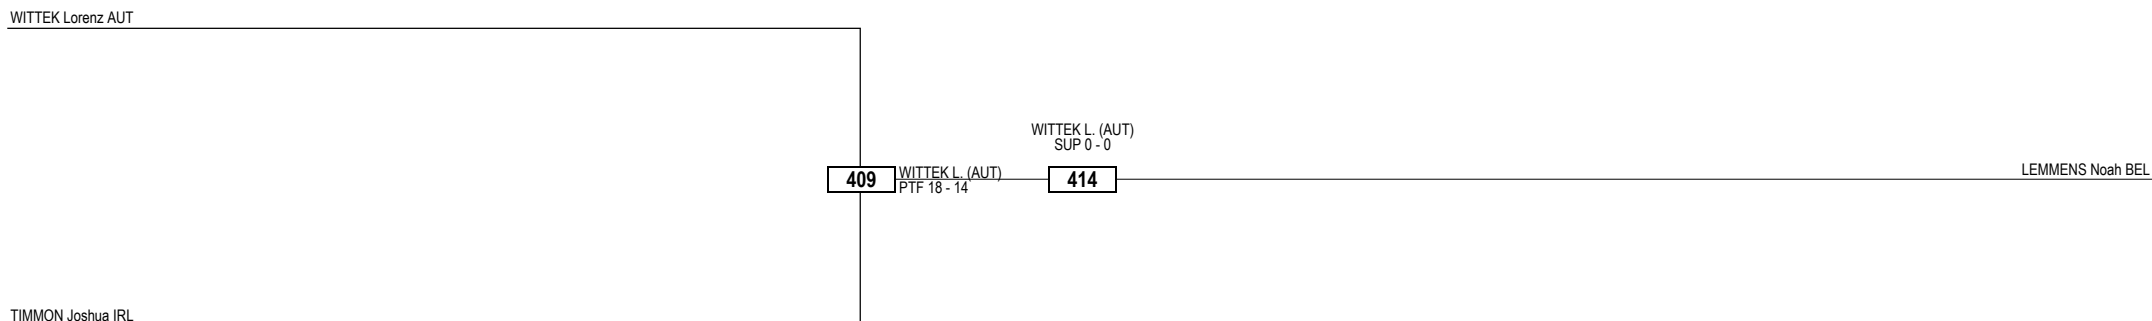 WITTEK Lorenz AUT
WITTEK L. (AUT)
SUP 0 - 0
409
WITTEK L. (AUT)
PTF 18 - 14
414
LEMMENS Noah BEL
TIMMON Joshua IRL